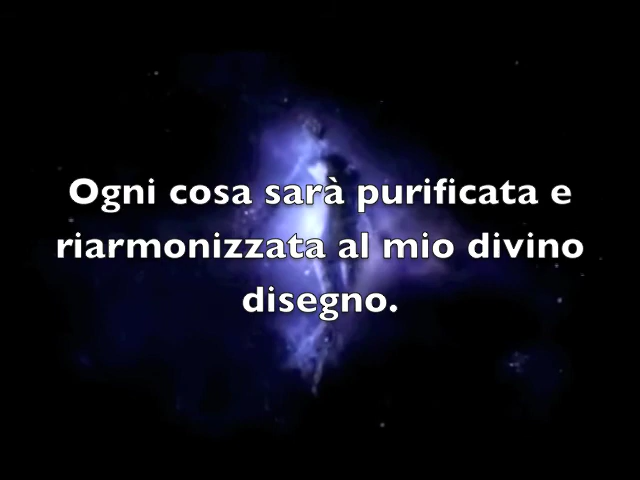 Ogni cosa sarà purificata e
riarmonizzata al mio divino
disegno.